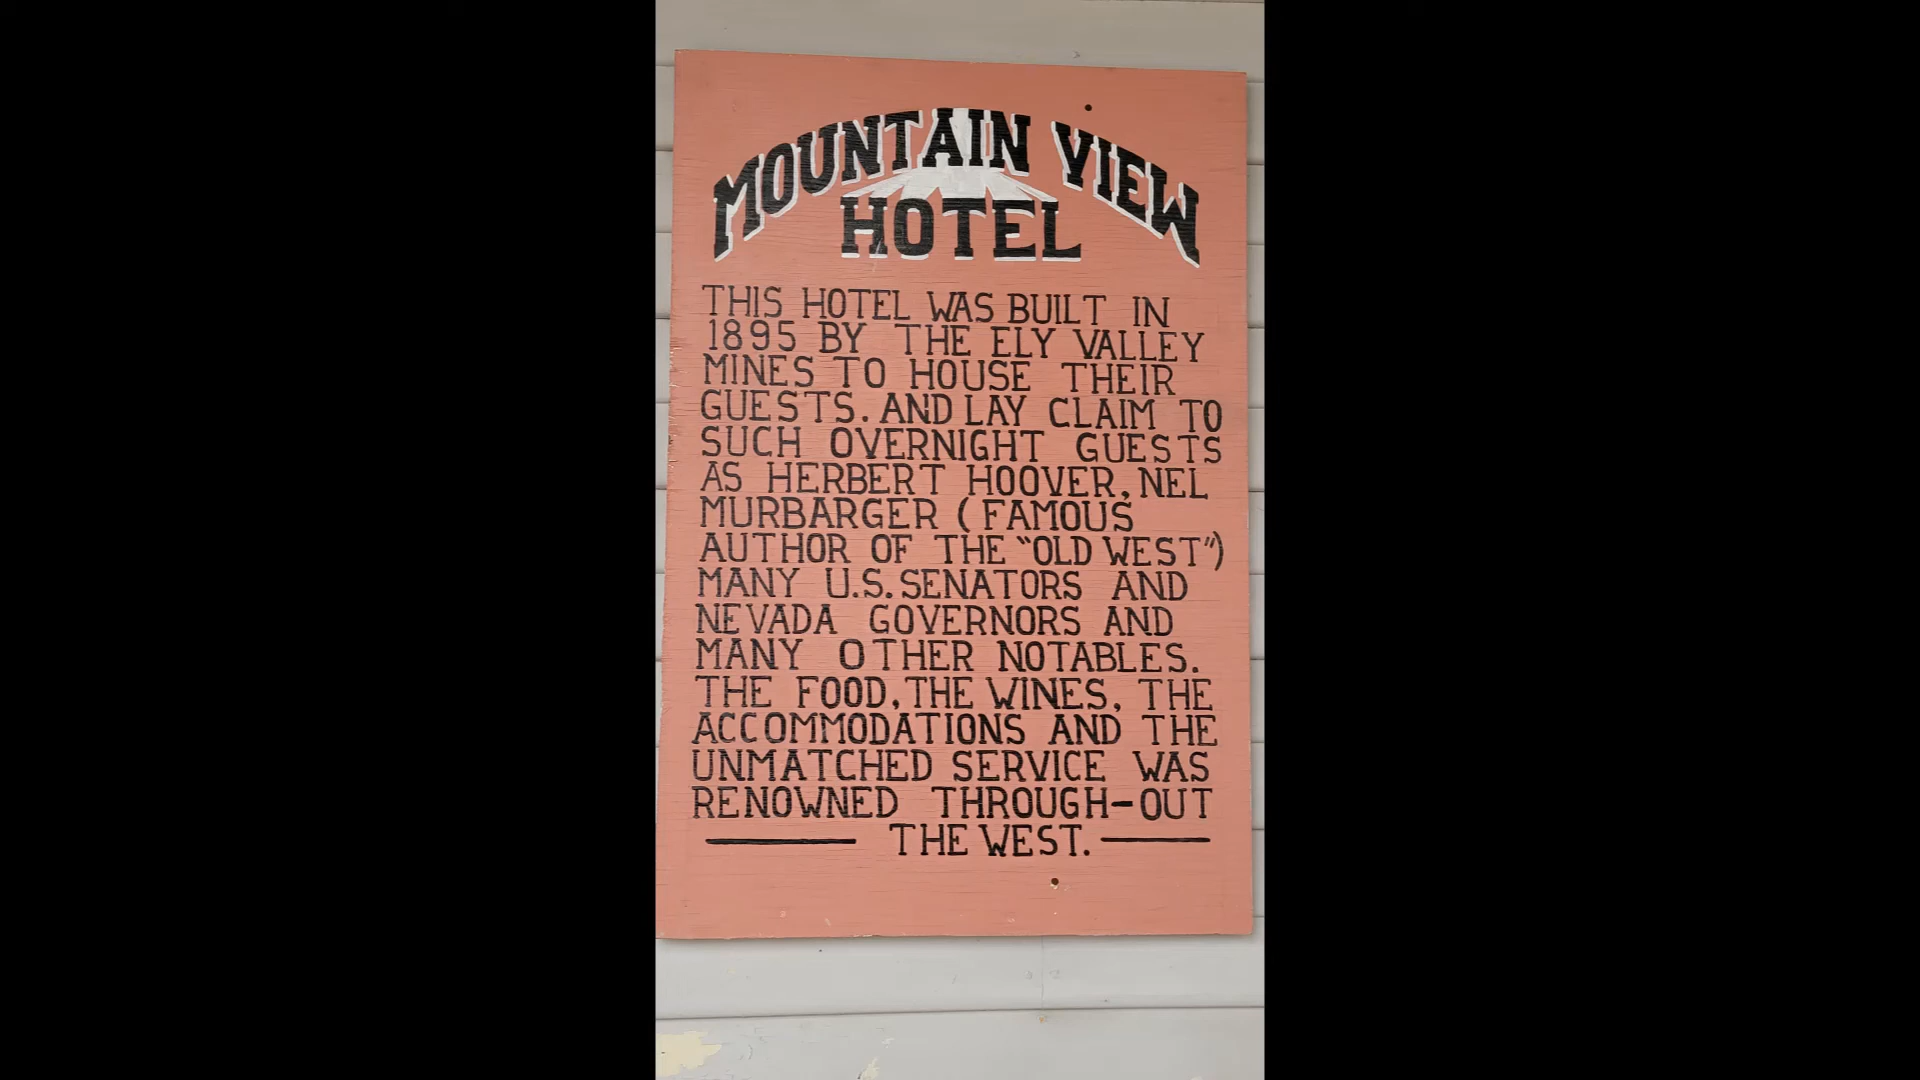 MOUNTAIN VIEW
HOTEL
THIS HOTEL WAS BUILT IN
1895 BY THE ELY VALLEY
MINES TO HOUSE THEIR
GUESTS. AND LAY CLAIM TO
SUCH OVERNIGHT GUESTS
AS HERBERT HOOVER, NEL
MURBARGER (FAMOUS
AUTHOR OF THE "OLD WEST")
MANY U.S. SENATORS AND
NEVADA GOVERNORS AND
MANY OTHER NOTABLES.
THE FOOD, THE WINES, THE
ACCOMMODATIONS AND THE
UNMATCHED SERVICE WAS
RENOWNED THROUGH-OUT
THE WEST.